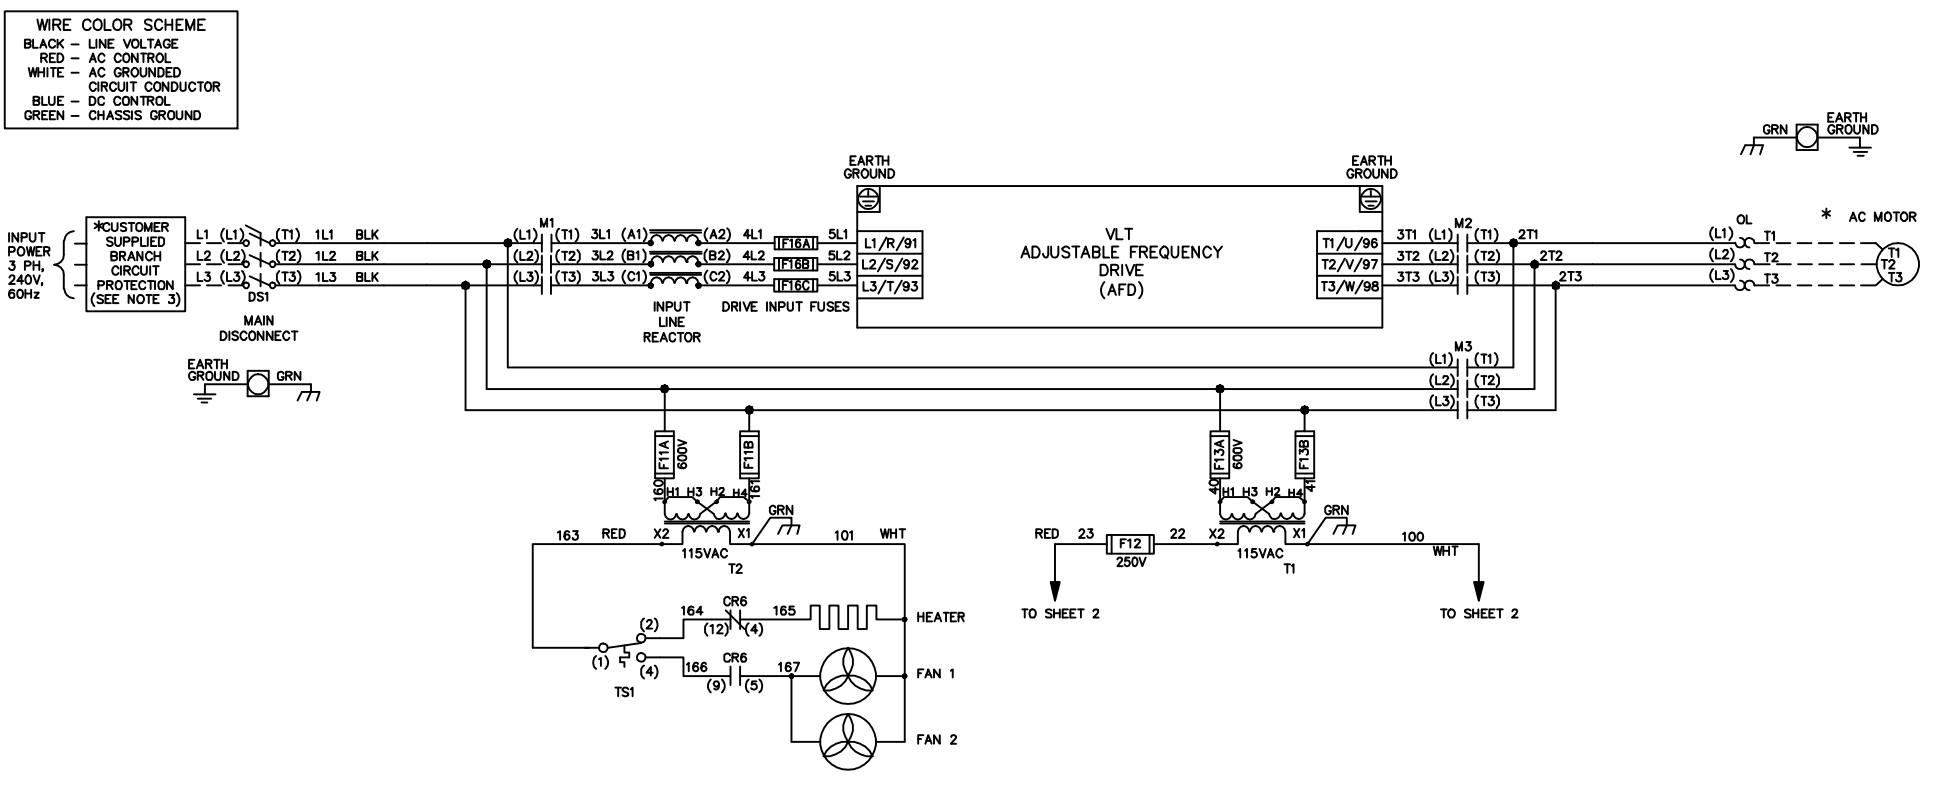 WIRE COLOR SCHEME
BLACK – LINE VOLTAGE
RED – AC CONTROL
WHITE – AC GROUNDED
CIRCUIT CONDUCTOR
BLUE – DC CONTROL
GREEN – CHASSIS GROUND
GRN
EARTH
GROUND
EARTH
GROUND
EARTH
GROUND
INPUT
POWER
3 PH,
240V,
60Hz
*CUSTOMER
SUPPLIED
BRANCH
CIRCUIT
PROTECTION
(SEE NOTE 3)
L1 (L1) (T1) 1L1 BLK
L2 (L2) (T2) 1L2 BLK
L3 (L3) (T3) 1L3 BLK
DS1
MAIN
DISCONNECT
EARTH
GROUND
GRN
M1
(L1) (T1) 3L1 (A1) (A2) 4L1 F16A 5L1
(L2) (T2) 3L2 (B1) (B2) 4L2 F16B 5L2
(L3) (T3) 3L3 (C1) (C2) 4L3 F16C 5L3
INPUT
LINE
REACTOR
DRIVE INPUT FUSES
L1/R/91
L2/S/92
L3/T/93
VLT
ADJUSTABLE FREQUENCY
DRIVE
(AFD)
T1/U/96
T2/V/97
T3/W/98
M2
3T1 (L1) (T1) 2T1
3T2 (L2) (T2) 2T2
3T3 (L3) (T3) 2T3
OL
(L1) T1
(L2) T2
(L3) T3
* AC MOTOR
T1
T2
T3
M3
(L1) (T1)
(L2) (T2)
(L3) (T3)
F11A
600V
F11B
160
161
H1 H3 H2 H4
GRN
163 RED X2 X1 101 WHT
115VAC
T2
F13A
600V
F13B
40
41
H1 H3 H2 H4
GRN
RED 23 F12 22 X2 X1 100
WHT
250V
115VAC
T1
TO SHEET 2
TO SHEET 2
CR6
164 165
(12) (4)
HEATER
(2)
(1)
(4)
TS1
CR6
166 167
(9) (5)
FAN 1
FAN 2